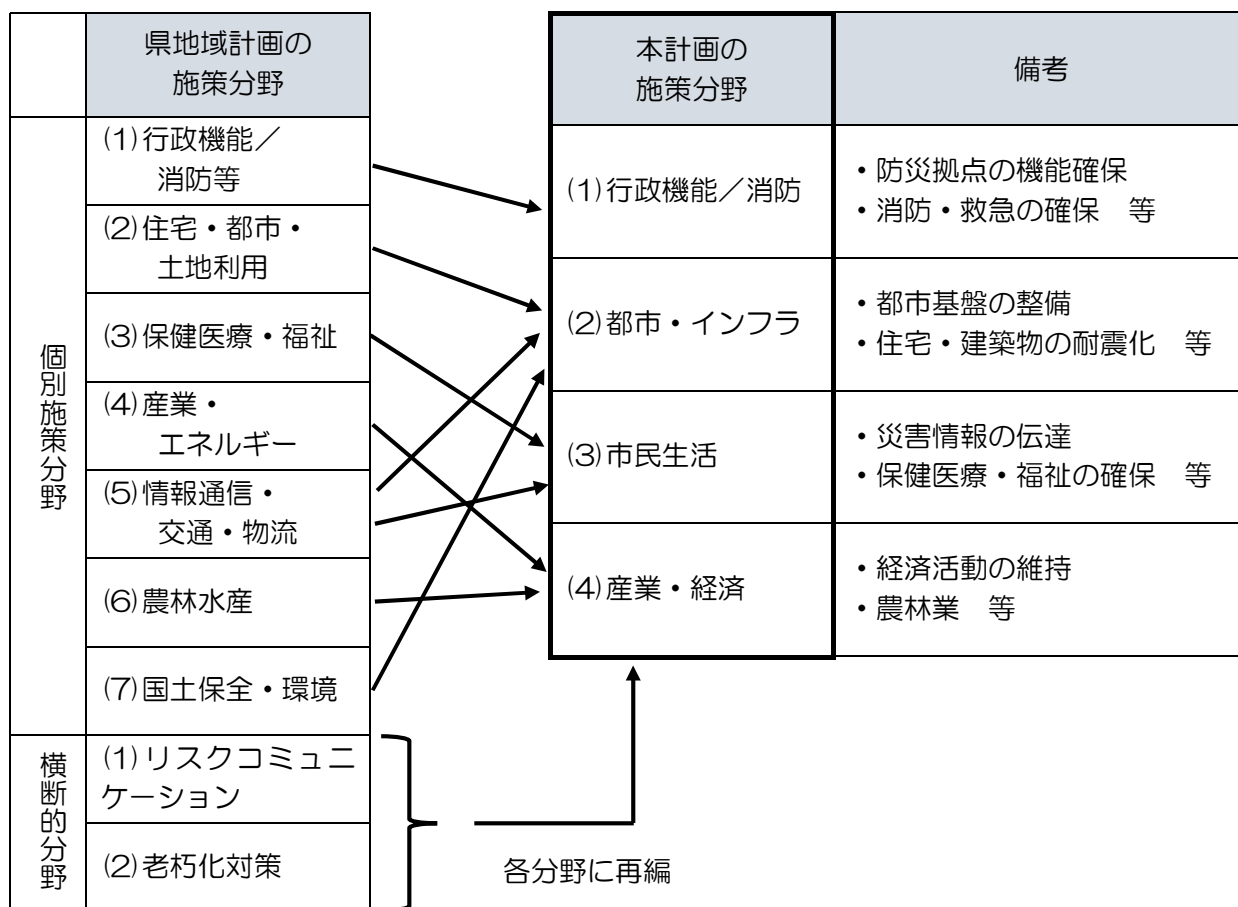 県地域計画の
施策分野
個別施策分野
⑴行政機能／
消防等
⑵住宅・都市・
土地利用
⑶保健医療・福祉
⑷産業・
エネルギー
⑸情報通信・
交通・物流
⑹農林水産
⑺国土保全・環境
横断的分野
⑴リスクコミュニ
ケーション
⑵老朽化対策
本計画の
施策分野
備考
⑴行政機能／消防
・防災拠点の機能確保
・消防・救急の確保　等
⑵都市・インフラ
・都市基盤の整備
・住宅・建築物の耐震化　等
⑶市民生活
・災害情報の伝達
・保健医療・福祉の確保　等
⑷産業・経済
・経済活動の維持
・農林業　等
各分野に再編